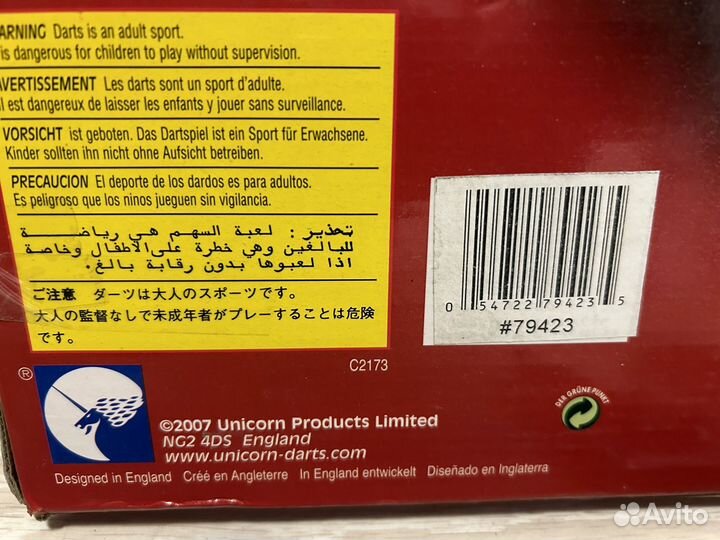 WARNING Darts is an adult sport.
is dangerous for children to play without supervision.
AVERTISSEMENT Les darts sont un sport d'adulte.
Il est dangereux de laisser les enfants y jouer sans surveillance.
VORSICHT ist geboten. Das Dartspiel ist ein Sport für Erwachsene.
Kinder sollten ihn nicht ohne Aufsicht betreiben.
PRECAUCION El deporte de los dardos es para adultos.
Es peligroso que los ninos jueguen sin vigilancia.
تحذير : لعبة السهم هي رياضة
للبالغين وهي خطرة على الأطفال وخاصة
اذا لعبوها بدون رقابة بالغ.
ご注意 ダーツは大人のスポーツです。
大人の監督なしで未成年者がプレーすることは危険
です。
C2173
0 54722 79423 5
#79423
DER GRÜNE PUNKT
®
©2007 Unicorn Products Limited
NG2 4DS England
www.unicorn-darts.com
Designed in England Créé en Angleterre In England entwickelt Diseñado en Inglaterra
Avito